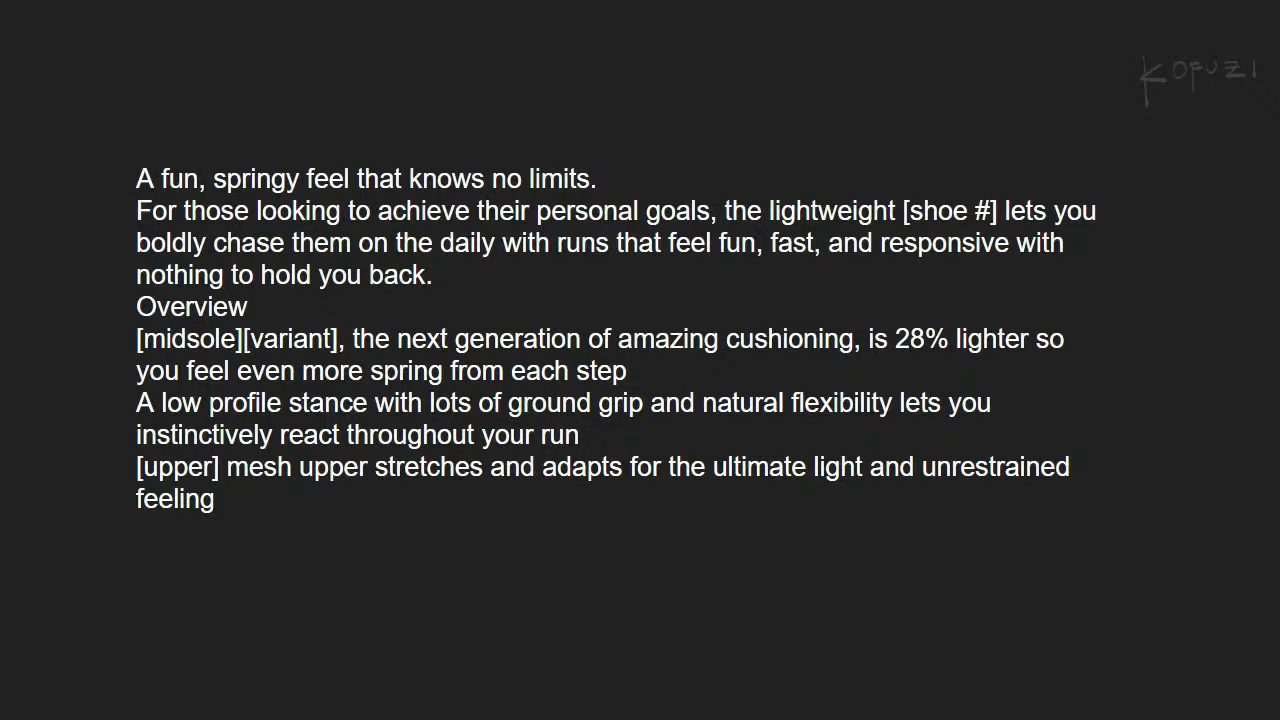 KOFUZI
A fun, springy feel that knows no limits.
For those looking to achieve their personal goals, the lightweight [shoe #] lets you
boldly chase them on the daily with runs that feel fun, fast, and responsive with
nothing to hold you back.
Overview
[midsole][variant], the next generation of amazing cushioning, is 28% lighter so
you feel even more spring from each step
A low profile stance with lots of ground grip and natural flexibility lets you
instinctively react throughout your run
[upper] mesh upper stretches and adapts for the ultimate light and unrestrained
feeling